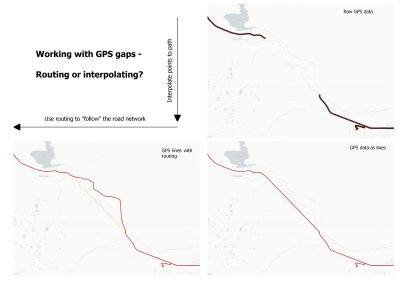 Raw GPS data
Working with GPS gaps -
Routing or interpolating?
Interpolate points to path
Use routing to "follow" the road network
GPS lines with
routing
GPS data as lines